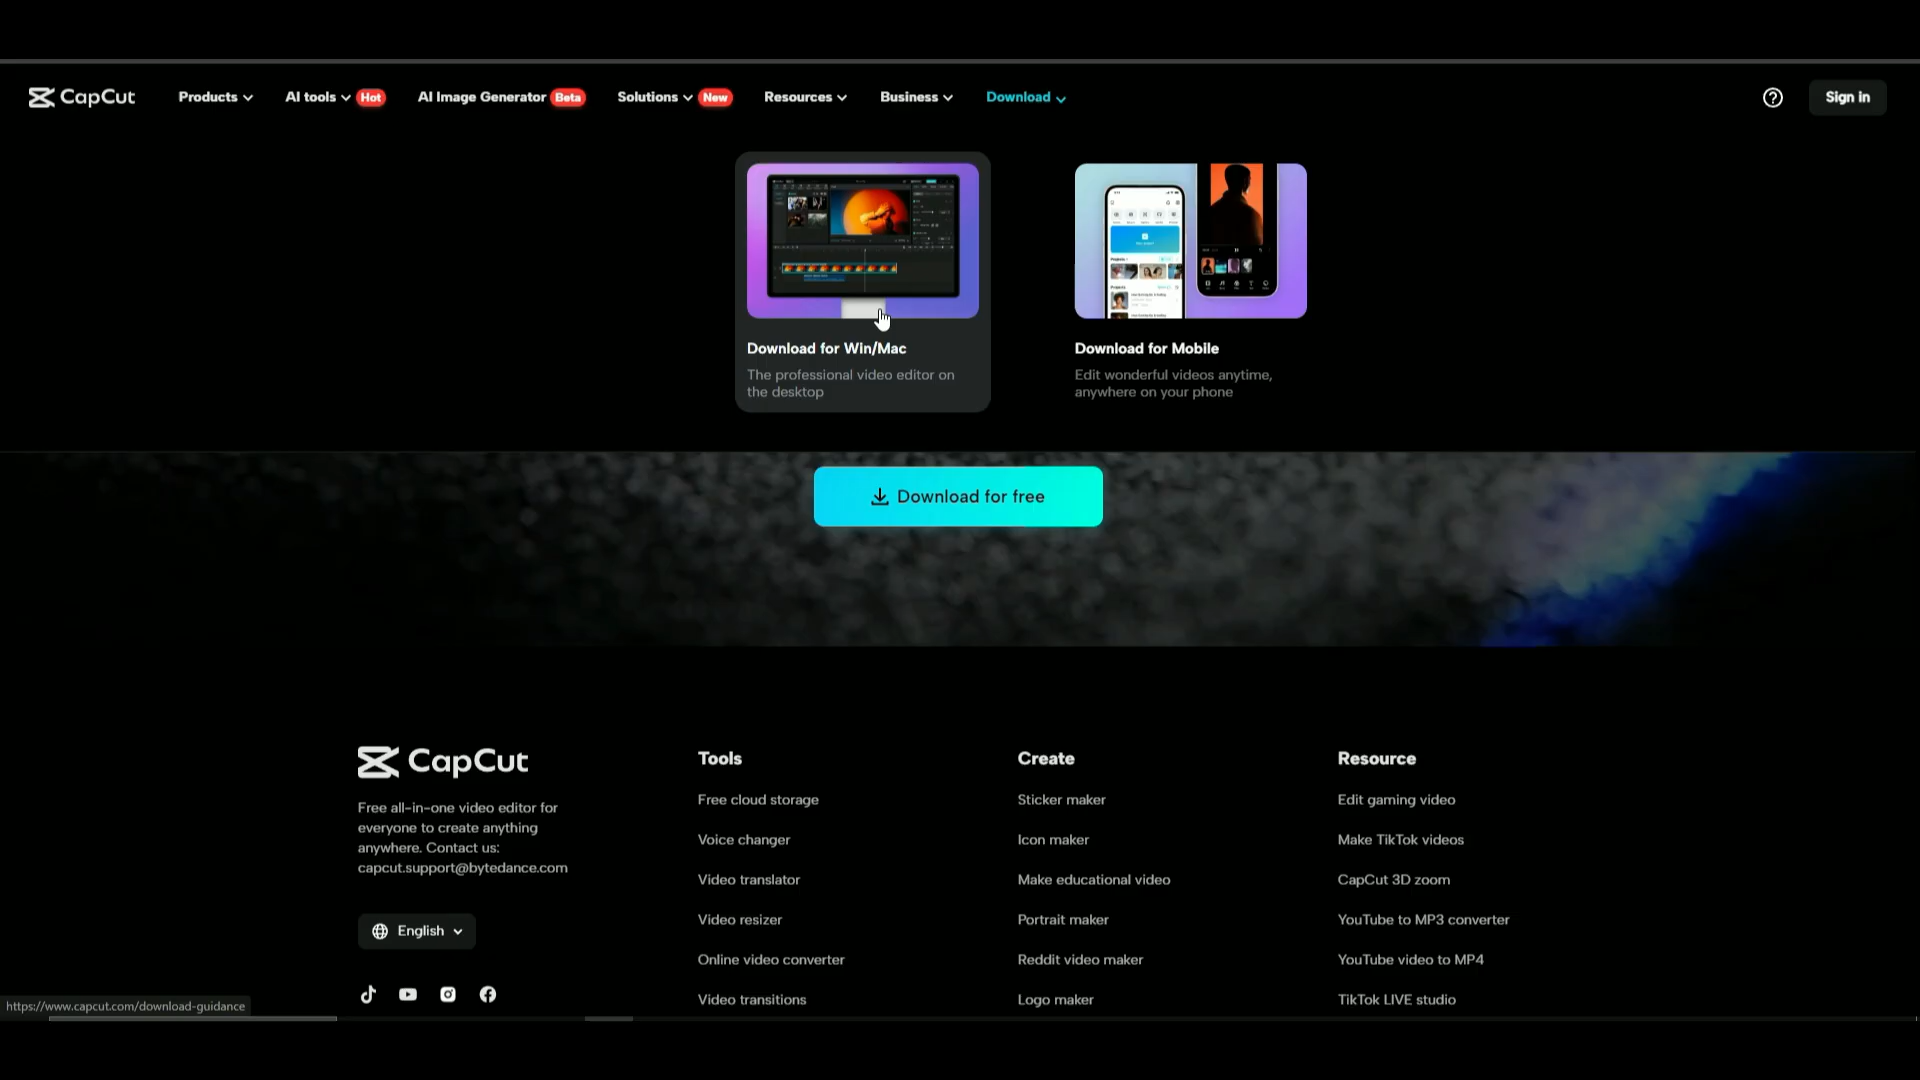 CapCut
Products
AI tools Hot
AI Image Generator Beta
Solutions New
Resources
Business
Download
Sign in
Download for Win/Mac
The professional video editor on
the desktop
Download for Mobile
Edit wonderful videos anytime,
anywhere on your phone
Download for free
CapCut
Free all-in-one video editor for
everyone to create anything
anywhere. Contact us:
capcut.support@bytedance.com
English
Tools
Free cloud storage
Voice changer
Video translator
Video resizer
Online video converter
Video transitions
Create
Sticker maker
Icon maker
Make educational video
Portrait maker
Reddit video maker
Logo maker
Resource
Edit gaming video
Make TikTok videos
CapCut 3D zoom
YouTube to MP3 converter
YouTube video to MP4
TikTok LIVE studio
https://www.capcut.com/download-guidance